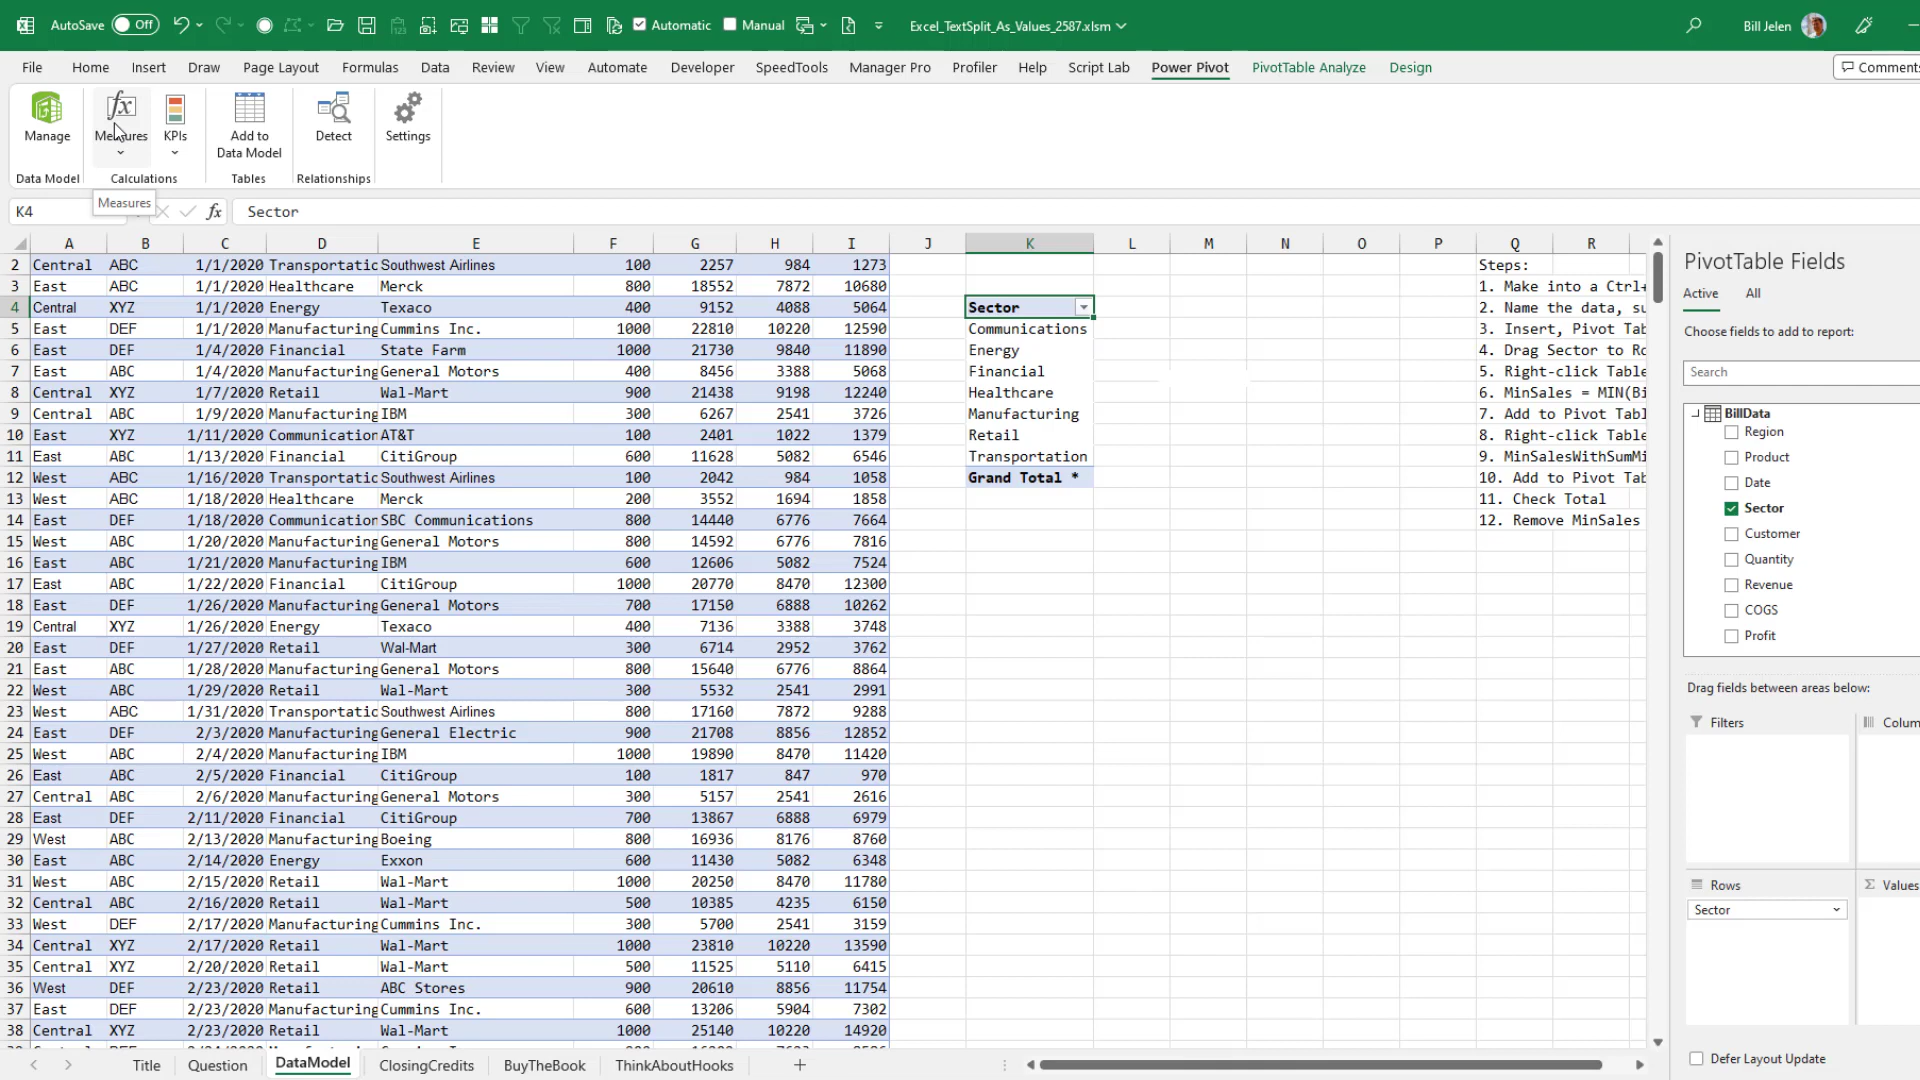 AutoSave Off Automatic Manual Excel_TextSplit_As_Values_2587.xlsm Bill Jelen
File Home Insert Draw Page Layout Formulas Data Review View Automate Developer SpeedTools Manager Pro Profiler Help Script Lab Power Pivot PivotTable Analyze Design Comments
Manage Measures KPIs Add to Data Model Detect Settings
Data Model Calculations Tables Relationships
Measures
K4 fx Sector
A B C D E F G H I J K L M N O P Q R
2 Central ABC 1/1/2020 Transportatic Southwest Airlines 100 2257 984 1273 Steps:
3 East ABC 1/1/2020 Healthcare Merck 800 18552 7872 10680 1. Make into a Ctrl+
4 Central XYZ 1/1/2020 Energy Texaco 400 9152 4088 5064 Sector 2. Name the data, su
5 East DEF 1/1/2020 Manufacturing Cummins Inc. 1000 22810 10220 12590 Communications 3. Insert, Pivot Tab
6 East DEF 1/4/2020 Financial State Farm 1000 21730 9840 11890 Energy 4. Drag Sector to Ro
7 East ABC 1/4/2020 Manufacturing General Motors 400 8456 3388 5068 Financial 5. Right-click Table
8 Central XYZ 1/7/2020 Retail Wal-Mart 900 21438 9198 12240 Healthcare 6. MinSales = MIN(Bi
9 Central ABC 1/9/2020 Manufacturing IBM 300 6267 2541 3726 Manufacturing 7. Add to Pivot Tabl
10 East XYZ 1/11/2020 Communication AT&T 100 2401 1022 1379 Retail 8. Right-click Table
11 East ABC 1/13/2020 Financial CitiGroup 600 11628 5082 6546 Transportation 9. MinSalesWithSumMi
12 West ABC 1/16/2020 Transportatic Southwest Airlines 100 2042 984 1058 Grand Total * 10. Add to Pivot Tab
13 West ABC 1/18/2020 Healthcare Merck 200 3552 1694 1858 11. Check Total
14 East DEF 1/18/2020 Communication SBC Communications 800 14440 6776 7664 12. Remove MinSales
15 West ABC 1/20/2020 Manufacturing General Motors 800 14592 6776 7816
16 East ABC 1/21/2020 Manufacturing IBM 600 12606 5082 7524
17 East ABC 1/22/2020 Financial CitiGroup 1000 20770 8470 12300
18 East DEF 1/26/2020 Manufacturing General Motors 700 17150 6888 10262
19 Central XYZ 1/26/2020 Energy Texaco 400 7136 3388 3748
20 East DEF 1/27/2020 Retail Wal-Mart 300 6714 2952 3762
21 East ABC 1/28/2020 Manufacturing General Motors 800 15640 6776 8864
22 West ABC 1/29/2020 Retail Wal-Mart 300 5532 2541 2991
23 West ABC 1/31/2020 Transportatic Southwest Airlines 800 17160 7872 9288
24 East DEF 2/3/2020 Manufacturing General Electric 900 21708 8856 12852
25 West ABC 2/4/2020 Manufacturing IBM 1000 19890 8470 11420
26 East ABC 2/5/2020 Financial CitiGroup 100 1817 847 970
27 Central ABC 2/6/2020 Manufacturing General Motors 300 5157 2541 2616
28 East DEF 2/11/2020 Financial CitiGroup 700 13867 6888 6979
29 West ABC 2/13/2020 Manufacturing Boeing 800 16936 8176 8760
30 East ABC 2/14/2020 Energy Exxon 600 11430 5082 6348
31 West ABC 2/15/2020 Retail Wal-Mart 1000 20250 8470 11780
32 Central ABC 2/16/2020 Retail Wal-Mart 500 10385 4235 6150
33 West DEF 2/17/2020 Manufacturing Cummins Inc. 300 5700 2541 3159
34 Central XYZ 2/17/2020 Retail Wal-Mart 1000 23810 10220 13590
35 Central XYZ 2/20/2020 Retail Wal-Mart 500 11525 5110 6415
36 West DEF 2/23/2020 Retail ABC Stores 900 20610 8856 11754
37 East DEF 2/23/2020 Manufacturing Cummins Inc. 600 13206 5904 7302
38 Central XYZ 2/23/2020 Retail Wal-Mart 1000 25140 10220 14920
Title Question DataModel ClosingCredits BuyTheBook ThinkAboutHooks
PivotTable Fields
Active All
Choose fields to add to report:
Search
BillData
Region
Product
Date
Sector
Customer
Quantity
Revenue
COGS
Profit
Drag fields between areas below:
Filters Colum
Rows Σ Values
Sector
Defer Layout Update